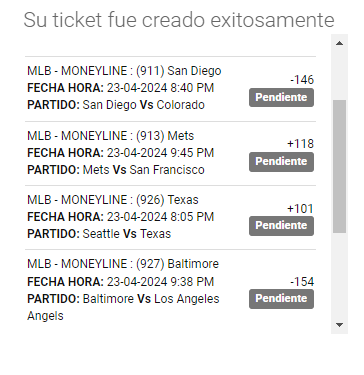 Su ticket fue creado exitosamente
MLB - MONEYLINE : (911) San Diego
-146
FECHA HORA: 23-04-2024 8:40 PM
Pendiente
PARTIDO: San Diego Vs Colorado
MLB - MONEYLINE : (913) Mets
+118
FECHA HORA: 23-04-2024 9:45 PM
Pendiente
PARTIDO: Mets Vs San Francisco
MLB - MONEYLINE : (926) Texas
+101
FECHA HORA: 23-04-2024 8:05 PM
Pendiente
PARTIDO: Seattle Vs Texas
MLB - MONEYLINE : (927) Baltimore
-154
FECHA HORA: 23-04-2024 9:38 PM
Pendiente
PARTIDO: Baltimore Vs Los Angeles
Angels